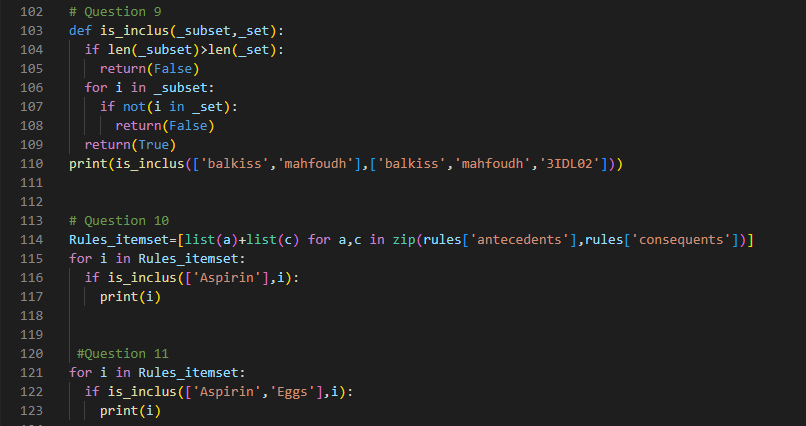 102 # Question 9
103 def is_inclus(_subset,_set):
104   if len(_subset)>len(_set):
105     return(False)
106   for i in _subset:
107     if not(i in _set):
108       return(False)
109   return(True)
110 print(is_inclus(['balkiss','mahfoudh'],['balkiss','mahfoudh','3IDL02']))
111
112
113 # Question 10
114 Rules_itemset=[list(a)+list(c) for a,c in zip(rules['antecedents'],rules['consequents'])]
115 for i in Rules_itemset:
116   if is_inclus(['Aspirin'],i):
117     print(i)
118
119
120  #Question 11
121 for i in Rules_itemset:
122   if is_inclus(['Aspirin','Eggs'],i):
123     print(i)